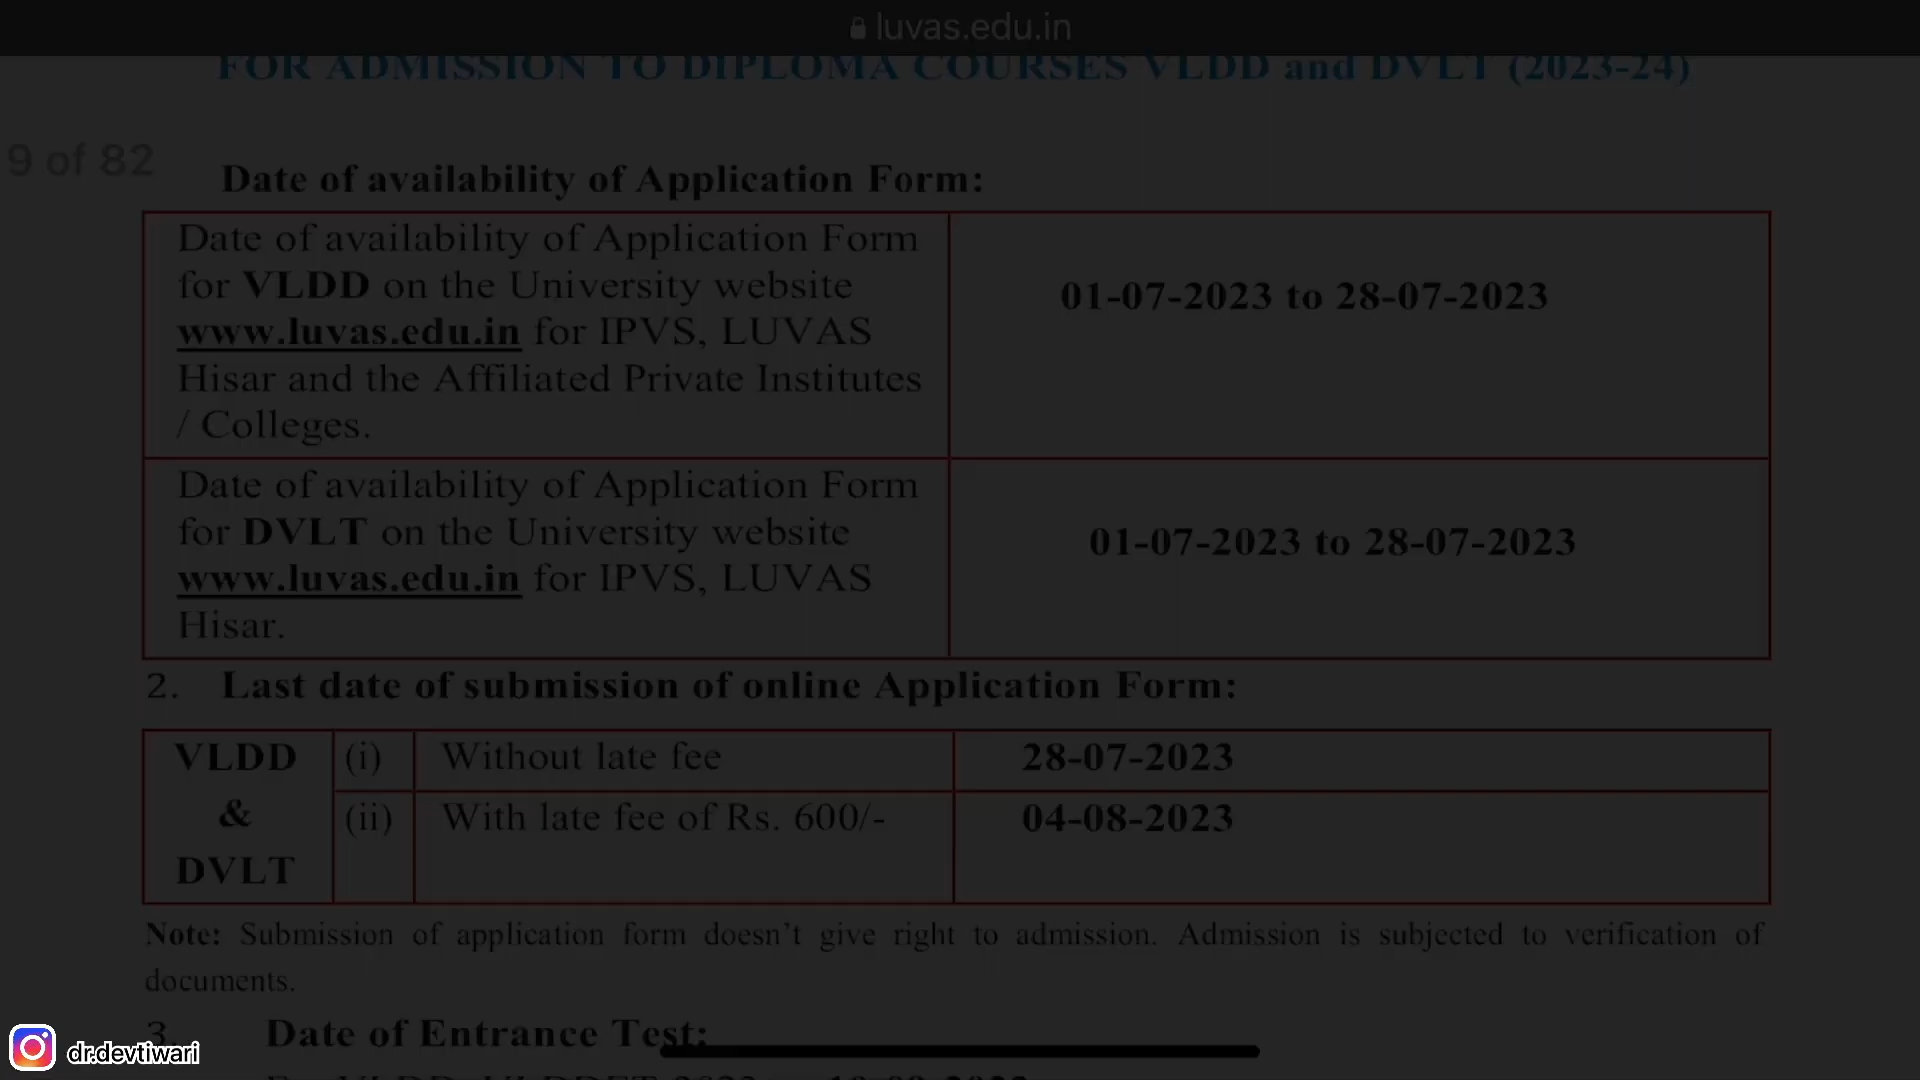 luvas.edu.in
FOR ADMISSION TO DIPLOMA COURSES VLDD and DVLT (2023-24)
9 of 82
Date of availability of Application Form:
Date of availability of Application Form
for VLDD on the University website
www.luvas.edu.in for IPVS, LUVAS
Hisar and the Affiliated Private Institutes
/ Colleges.
01-07-2023 to 28-07-2023
Date of availability of Application Form
for DVLT on the University website
www.luvas.edu.in for IPVS, LUVAS
Hisar.
01-07-2023 to 28-07-2023
2. Last date of submission of online Application Form:
VLDD
&
DVLT
(i) Without late fee 28-07-2023
(ii) With late fee of Rs. 600/- 04-08-2023
Note: Submission of application form doesn't give right to admission. Admission is subjected to verification of
documents.
3. Date of Entrance Test:
dr.devtiwari